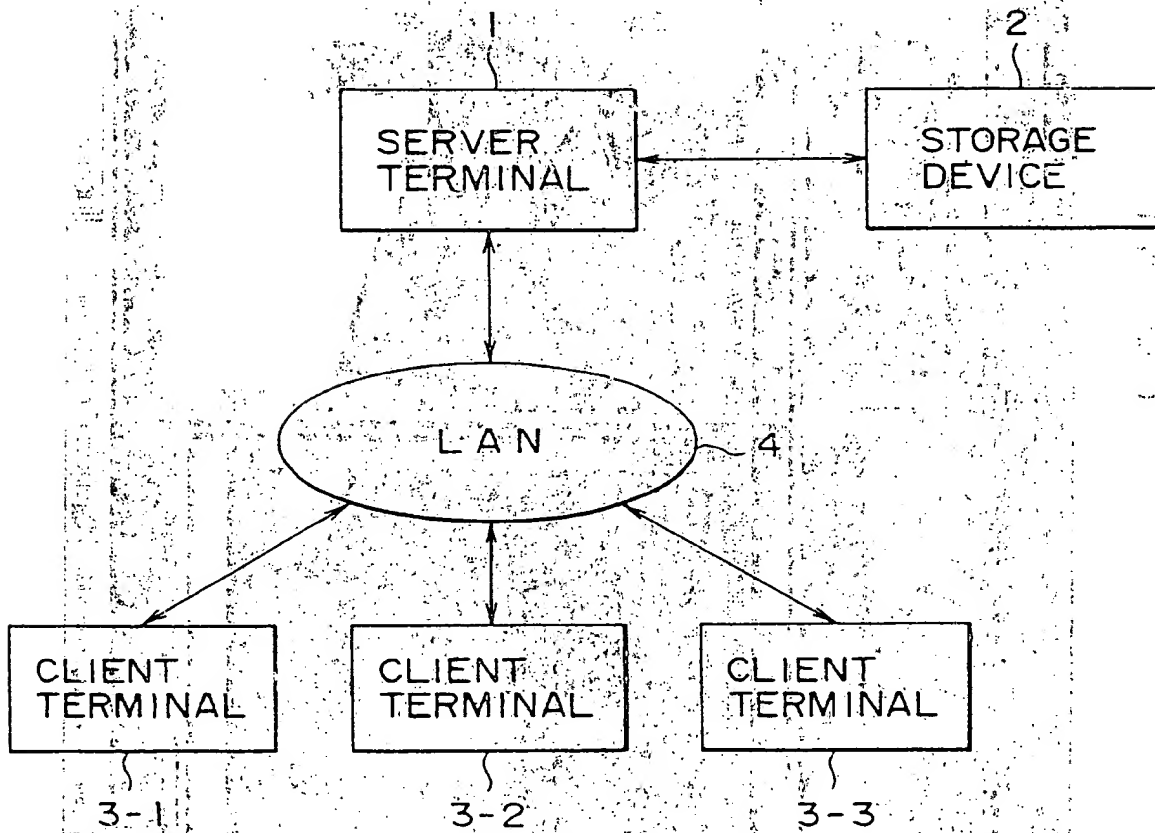 1
2
SERVER
TERMINAL
STORAGE
DEVICE
LAN
4
CLIENT
TERMINAL
CLIENT
TERMINAL
CLIENT
TERMINAL
3-1
3-2
3-3